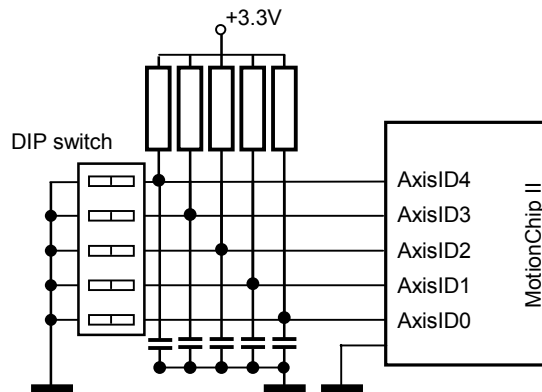 +3.3V
DIP switch
AxisID4
AxisID3
AxisID2
AxisID1
AxisID0
MotionChip II